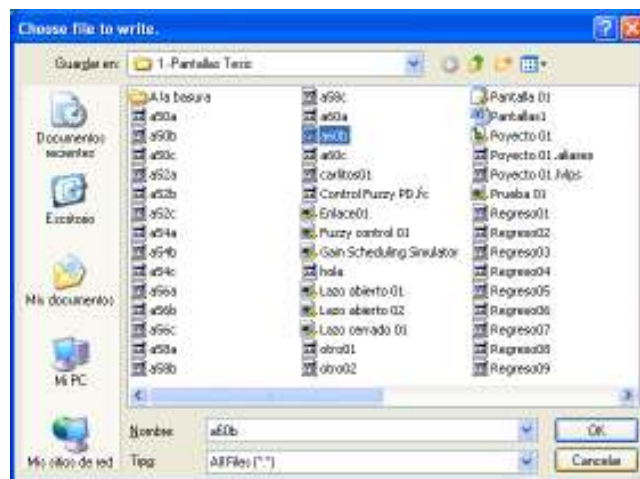 Choose file to write.
Guardar en:
1-Pantallas Tesis
Documentos recientes
Escritorio
Mis documentos
Mi PC
Mis sitios de red
A la basura
a50a
a50b
a50c
a52a
a52b
a52c
a54a
a54b
a54c
a56a
a56b
a56c
a58a
a58b
a58c
a60a
a60b
a60c
carlitos01
Control Fuzzy PD.fc
Enlace01
Fuzzy control 01
Gain Scheduling Simulator
hola
Lazo abierto 01
Lazo abierto 02
Lazo cerrado 01
otro01
otro02
Pantalla 01
Pantallas1
Poyecto 01
Poyecto 01.aliases
Poyecto 01.lvlps
Prueba 01
Regreso01
Regreso02
Regreso03
Regreso04
Regreso05
Regreso06
Regreso07
Regreso08
Regreso09
Nombre:
a60b
OK
Tipo:
All Files (*.*)
Cancelar